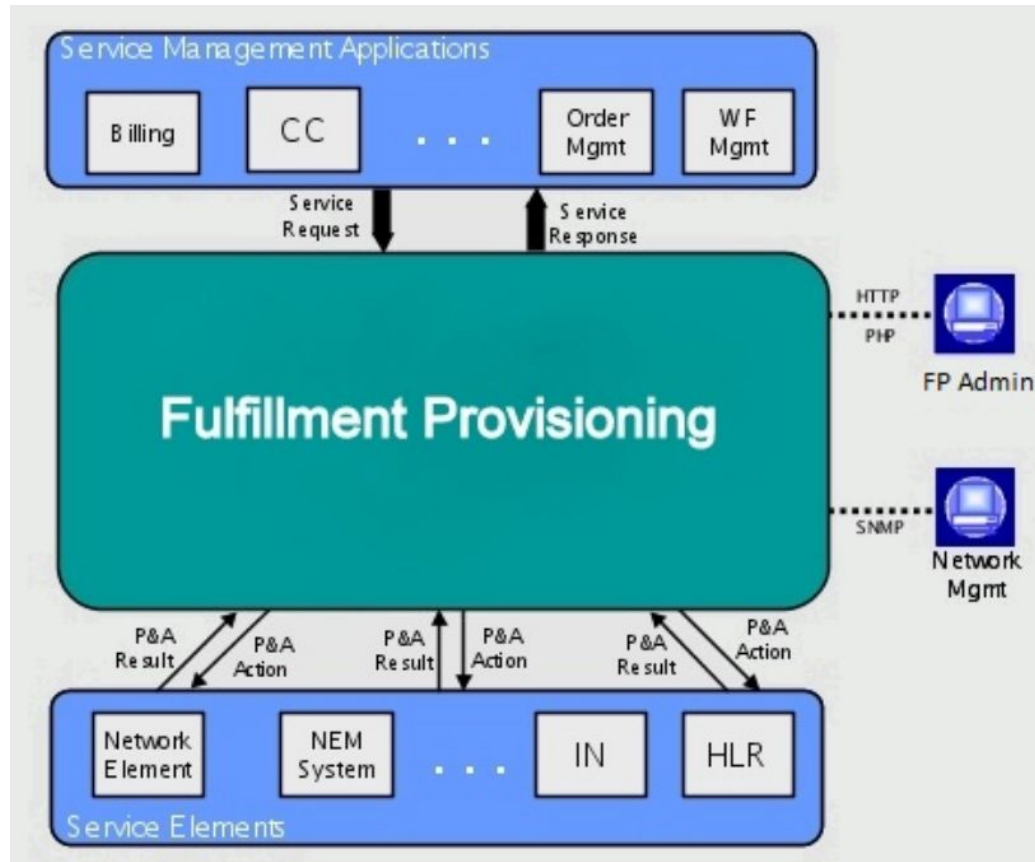 Service Management Applications
Billing
CC
. . .
Order
Mgmt
WF
Mgmt
Service
Request
Service
Response
HTTP
PHP
FP Admin
Fulfillment Provisioning
SNMP
Network
Mgmt
P&A
Result
P&A
Action
P&A
Result
P&A
Action
P&A
Result
P&A
Action
Network
Element
NEM
System
. . .
IN
HLR
Service Elements